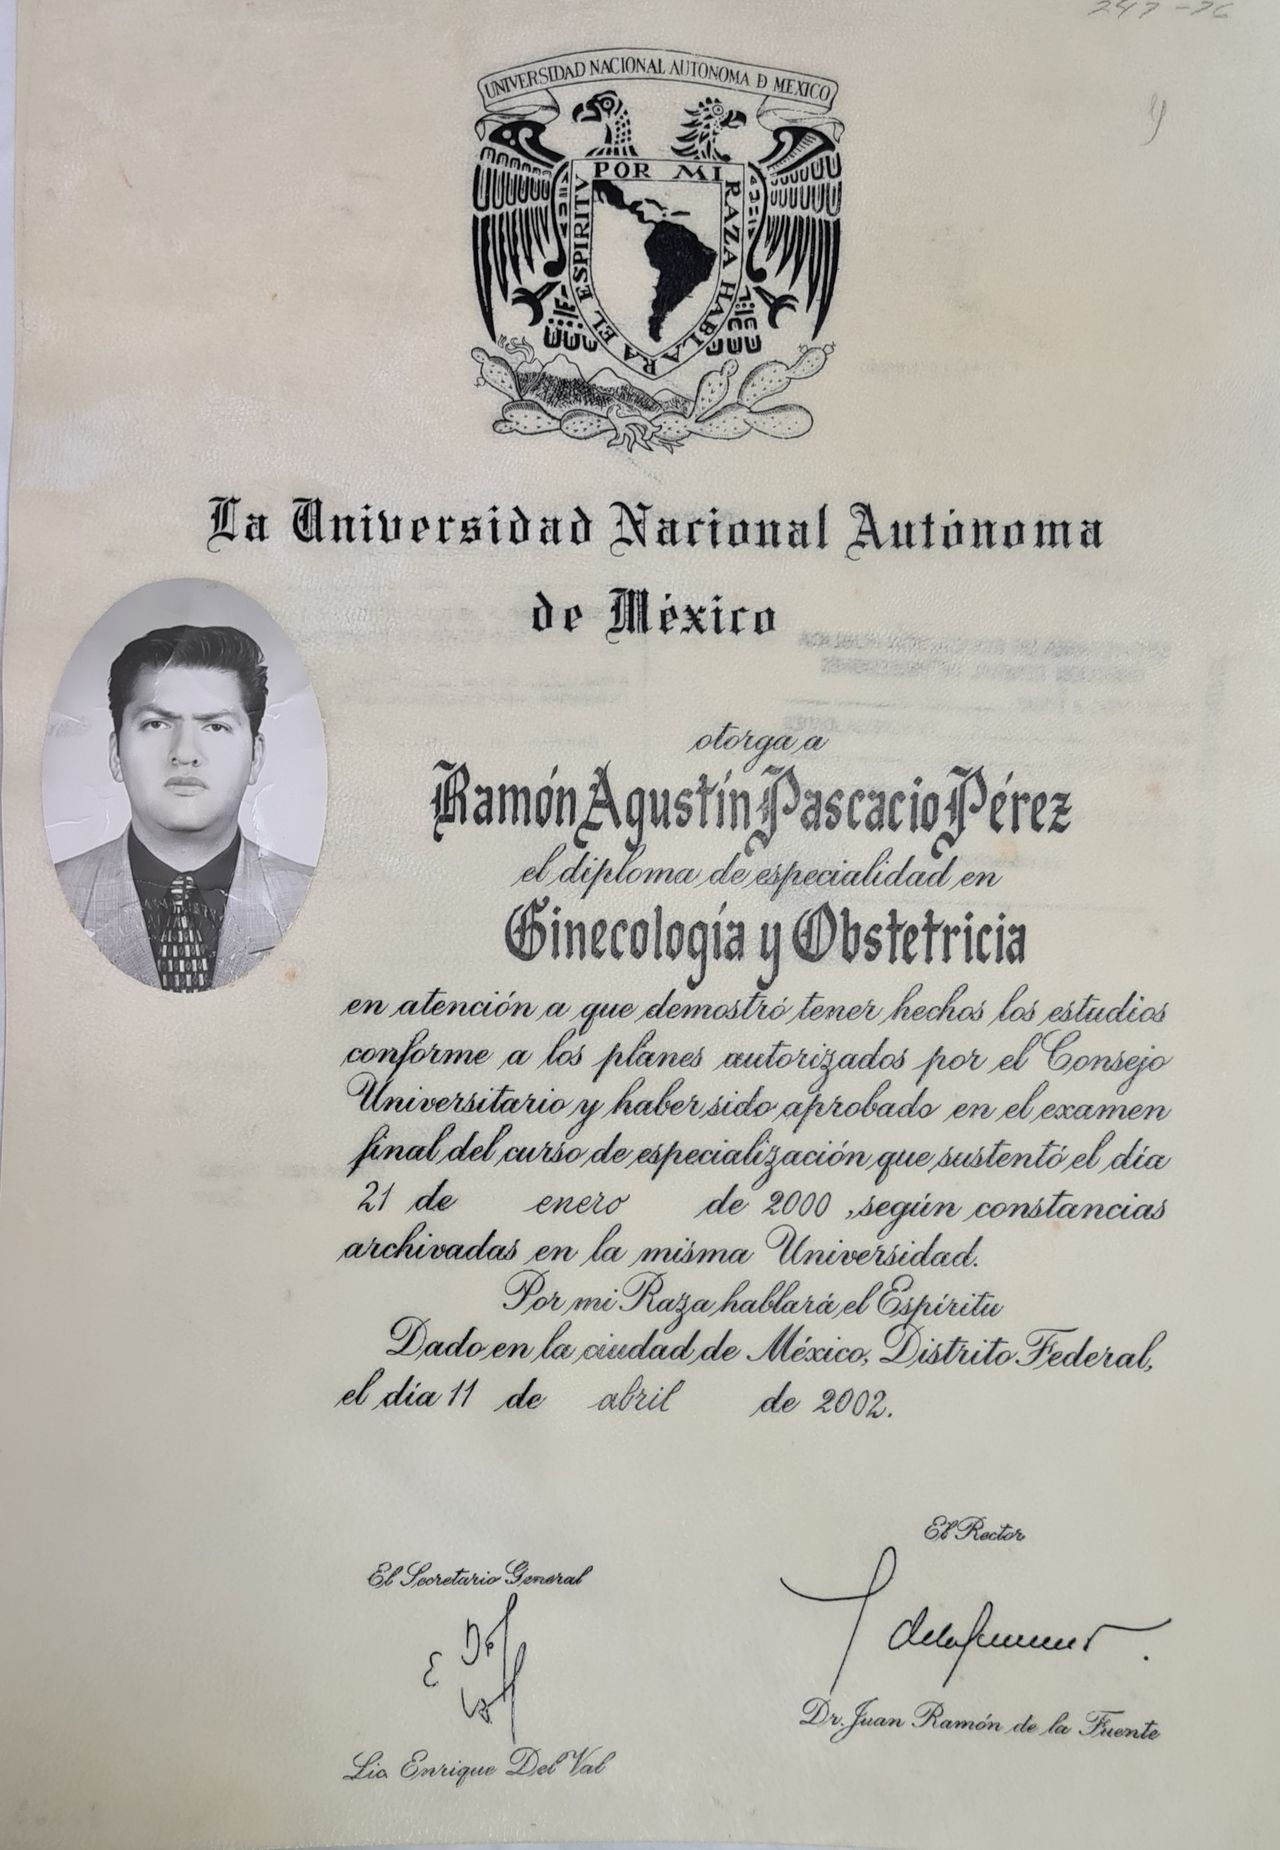 247-76
UNIVERSIDAD NACIONAL AUTONOMA D MEXICO
POR MI RAZA HABLARA EL ESPIRITV
La Universidad Nacional Autónoma
de México
otorga a
Ramón Agustín Pascacio Pérez
el diploma de especialidad en
Ginecología y Obstetricia
en atención a que demostró tener hechos los estudios
conforme a los planes autorizados por el Consejo
Universitario y haber sido aprobado en el examen
final del curso de especialización que sustentó el día
21 de enero de 2000, según constancias
archivadas en la misma Universidad.
Por mi Raza hablará el Espíritu
Dado en la ciudad de México, Distrito Federal,
el día 11 de abril de 2002.
El Rector
El Secretario General
Dr. Juan Ramón de la Fuente
Lic Enrique Del Val